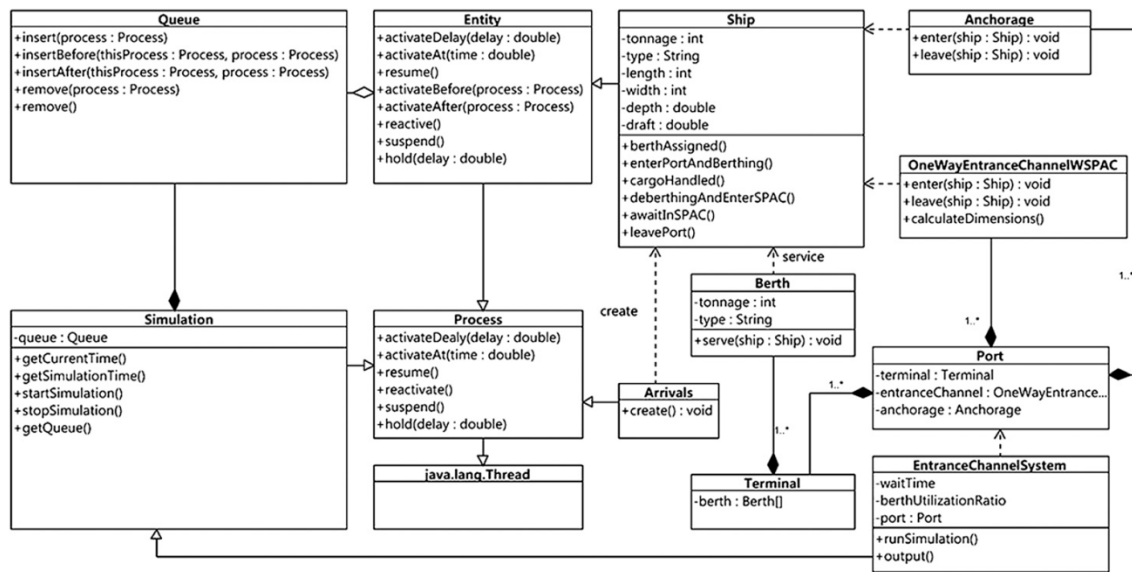 Queue
+insert(process : Process)
+insertBefore(thisProcess : Process, process : Process)
+insertAfter(thisProcess : Process, process : Process)
+remove(process : Process)
+remove()
Entity
+activateDelay(delay : double)
+activateAt(time : double)
+resume()
+activateBefore(process : Process)
+activateAfter(process : Process)
+reactive()
+suspend()
+hold(delay : double)
Ship
-tonnage : int
-type : String
-length : int
-width : int
-depth : double
-draft : double
+berthAssigned()
+enterPortAndBerthing()
+cargoHandled()
+deberthingAndEnterSPAC()
+awaitInSPAC()
+leavePort()
Anchorage
+enter(ship : Ship) : void
+leave(ship : Ship) : void
OneWayEntranceChannelWSPAC
+enter(ship : Ship) : void
+leave(ship : Ship) : void
+calculateDimensions()
service
create
1..*
1..*
1..*
1..*
Simulation
-queue : Queue
+getCurrentTime()
+getSimulationTime()
+startSimulation()
+stopSimulation()
+getQueue()
Process
+activateDealy(delay : double)
+activateAt(time : double)
+resume()
+reactivate()
+suspend()
+hold(delay : double)
java.lang.Thread
Arrivals
+create() : void
Berth
-tonnage : int
-type : String
+serve(ship : Ship) : void
Terminal
-berth : Berth[]
Port
-terminal : Terminal
-entranceChannel : OneWayEntrance...
-anchorage : Anchorage
EntranceChannelSystem
-waitTime
-berthUtilizationRatio
-port : Port
+runSimulation()
+output()